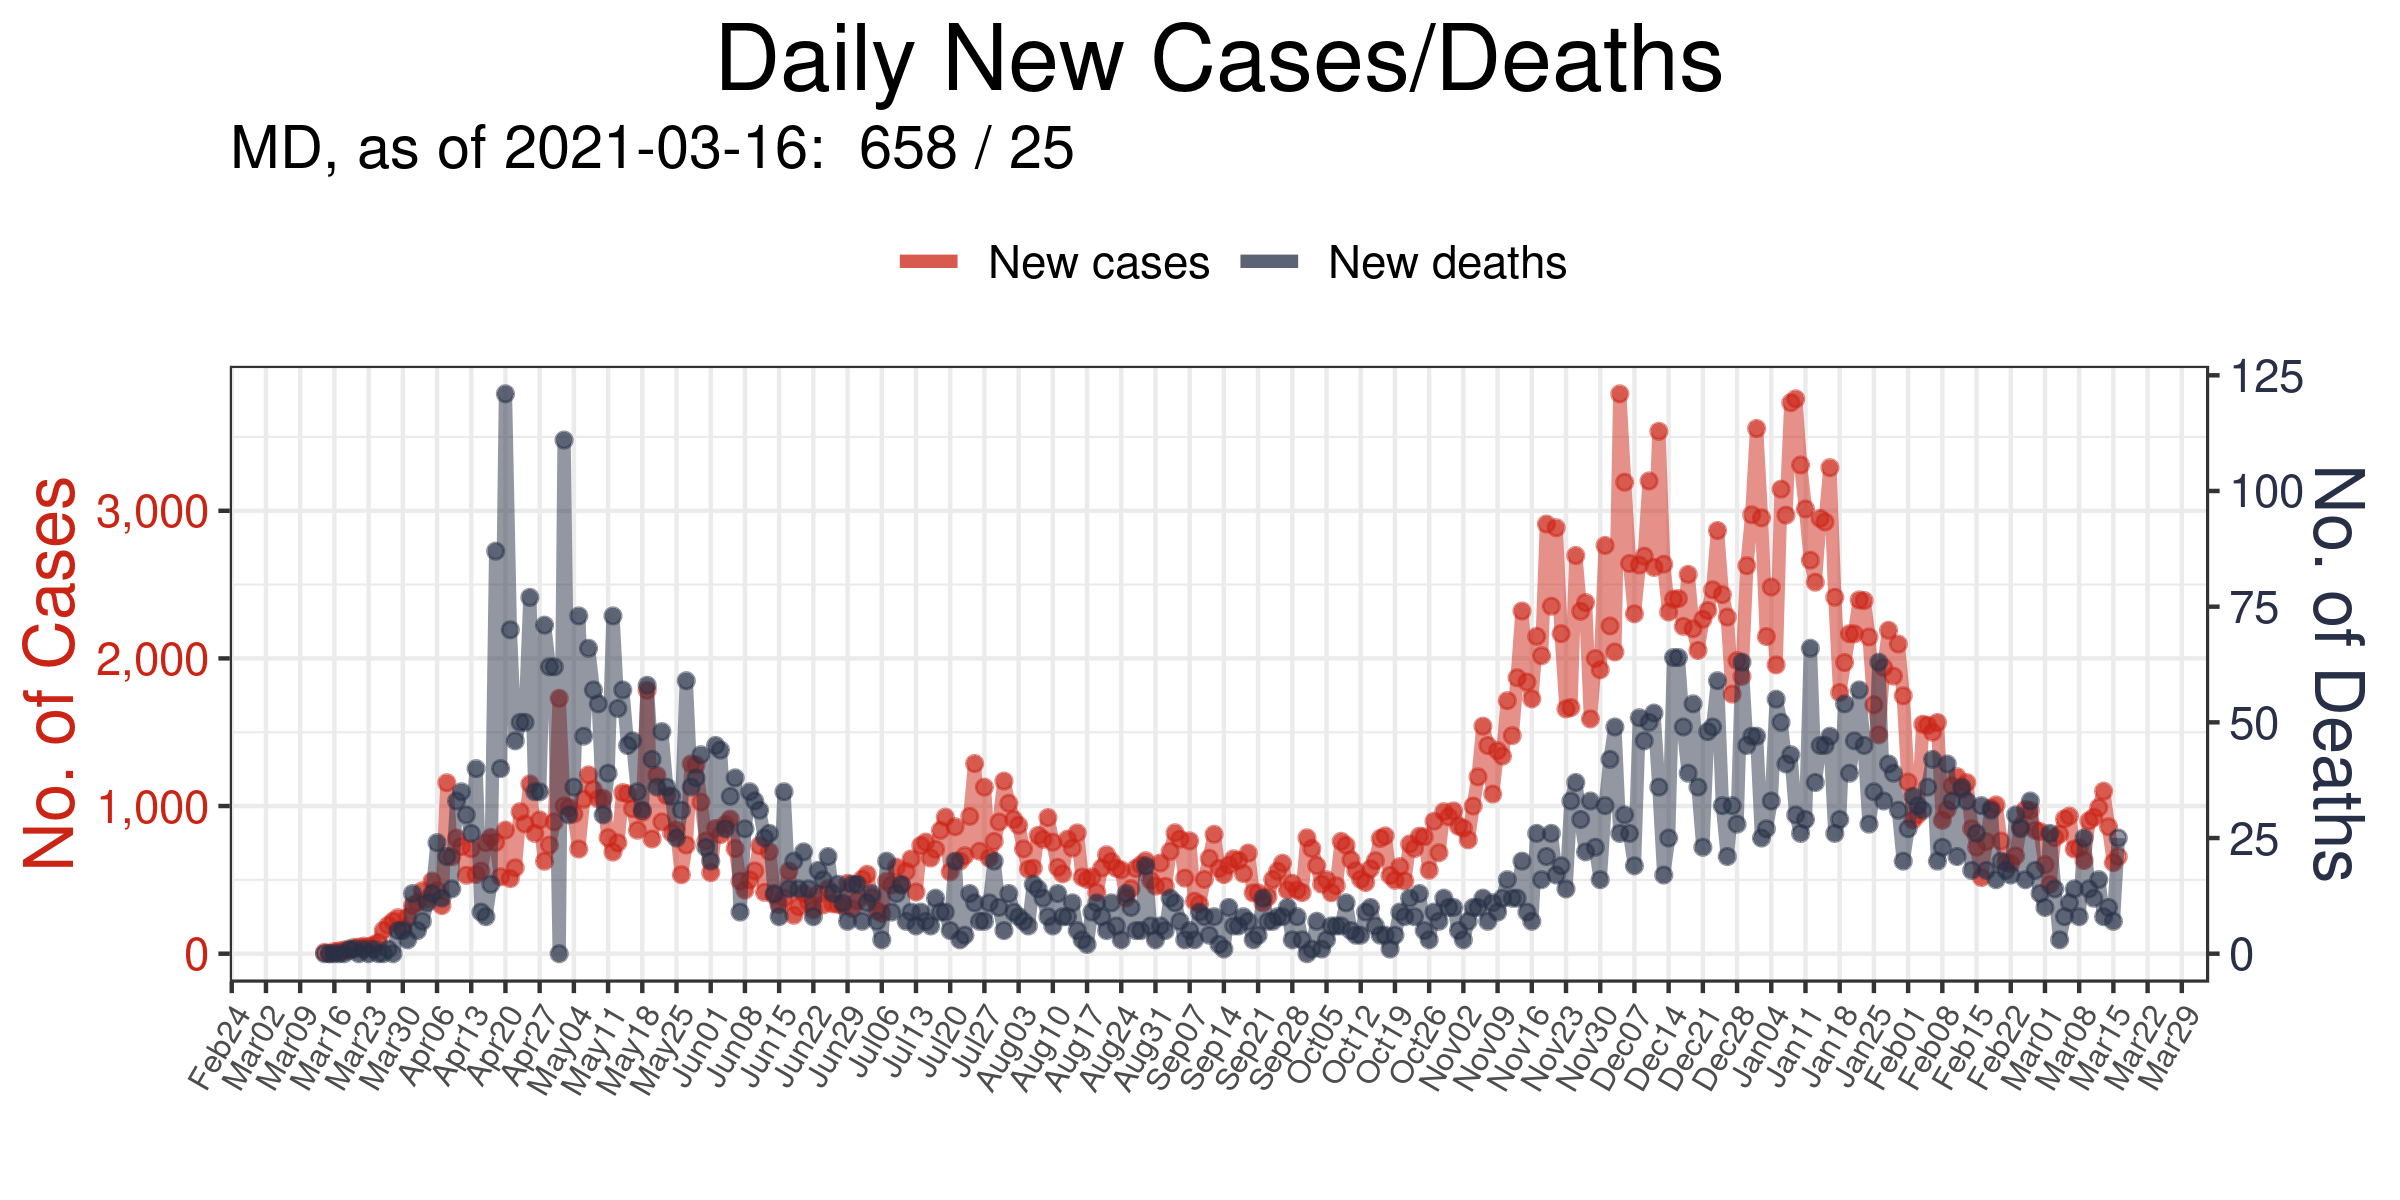 Daily New Cases/Deaths
MD, as of 2021-03-16:  658 / 25
New cases New deaths
No. of Cases
3,000
2,000
1,000
0
125
100
75
50
25
0
No. of Deaths
Feb24 Mar02 Mar09 Mar16 Mar23 Mar30 Apr06 Apr13 Apr20 Apr27 May04 May11 May18 May25 Jun01 Jun08 Jun15 Jun22 Jun29 Jul06 Jul13 Jul20 Jul27 Aug03 Aug10 Aug17 Aug24 Aug31 Sep07 Sep14 Sep21 Sep28 Oct05 Oct12 Oct19 Oct26 Nov02 Nov09 Nov16 Nov23 Nov30 Dec07 Dec14 Dec21 Dec28 Jan04 Jan11 Jan18 Jan25 Feb01 Feb08 Feb15 Feb22 Mar01 Mar08 Mar15 Mar22 Mar29